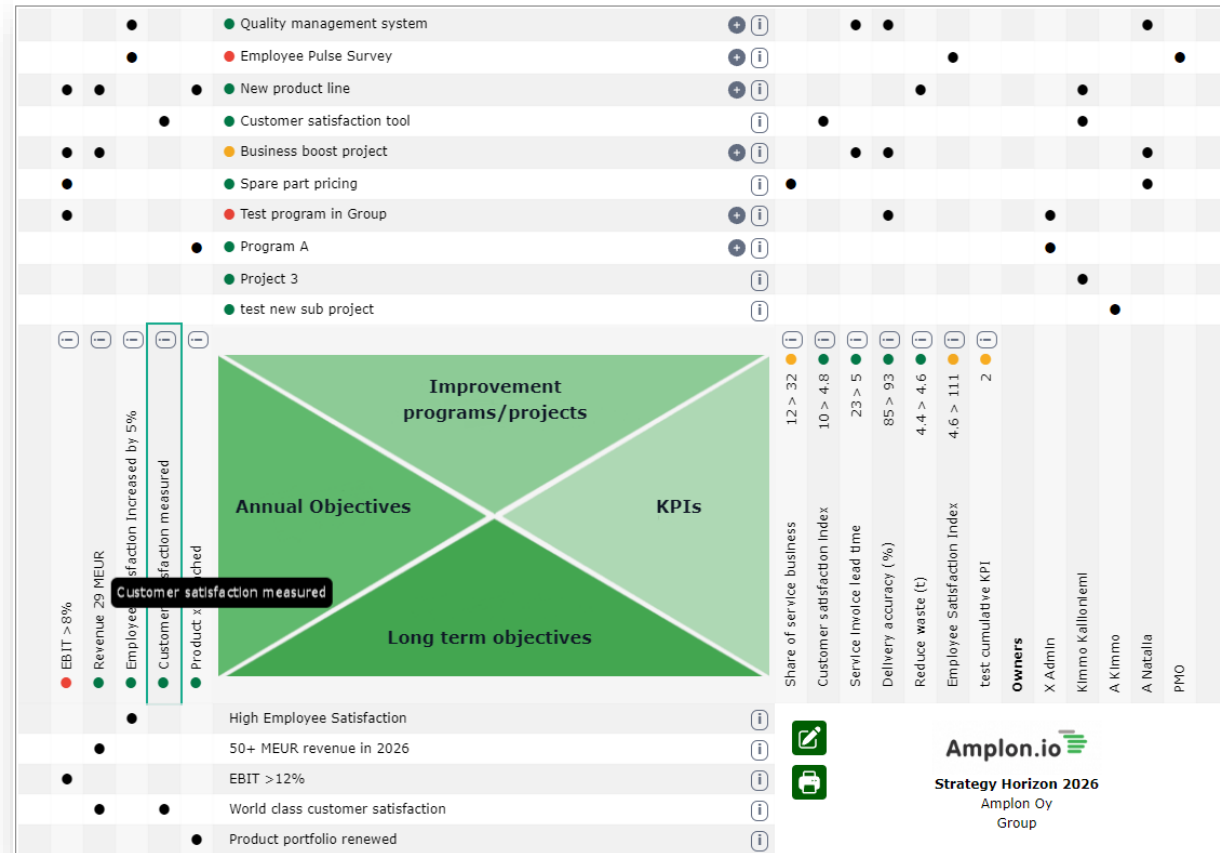 Quality management system
Employee Pulse Survey
New product line
Customer satisfaction tool
Business boost project
Spare part pricing
Test program in Group
Program A
Project 3
test new sub project
EBIT >8%
Revenue 29 MEUR
Employee sfaction Increased by 5%
Customer sfaction measured
Product x ched
Customer satisfaction measured
Improvement
programs/projects
Annual Objectives
KPIs
Long term objectives
12 > 32
Share of service business
10 > 4.8
Customer satisfaction Index
23 > 5
Service Invoice lead time
85 > 93
Delivery accuracy (%)
4.4 > 4.6
Reduce waste (t)
4.6 > 111
Employee Satisfaction Index
2
test cumulative KPI
Owners
X Admin
Kimmo Kallioniemi
A Kimmo
A Natalia
PMO
High Employee Satisfaction
50+ MEUR revenue in 2026
EBIT >12%
World class customer satisfaction
Product portfolio renewed
Amplon.io
Strategy Horizon 2026
Amplon Oy
Group